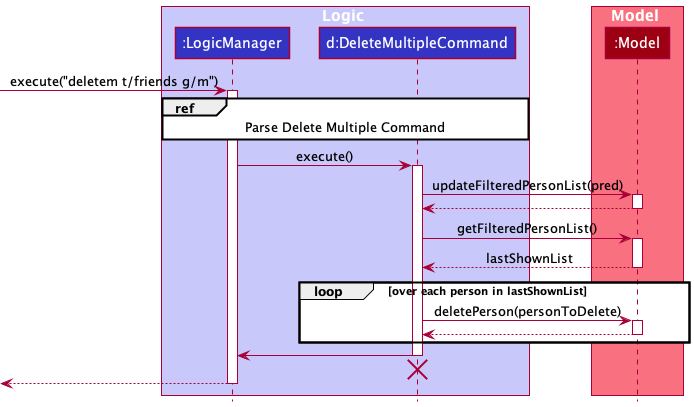 Logic
Model
:LogicManager
d:DeleteMultipleCommand
:Model
execute("deletem t/friends g/m")
ref
Parse Delete Multiple Command
execute()
updateFilteredPersonList(pred)
getFilteredPersonList()
lastShownList
loop
[over each person in lastShownList]
deletePerson(personToDelete)